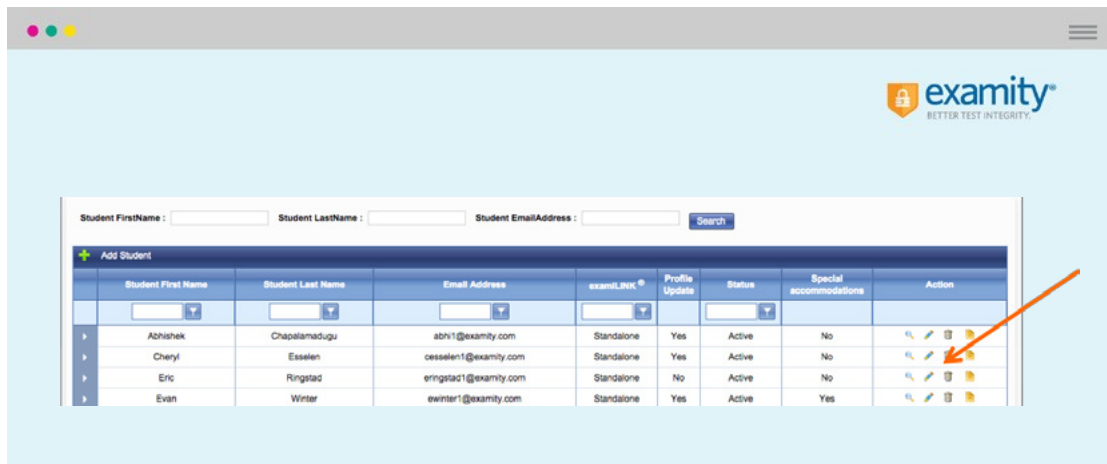 examity®
BETTER TEST INTEGRITY.
Student FirstName : Student LastName : Student EmailAddress : Search
Add Student
Student First Name Student Last Name Email Address examiLINK® Profile Update Status Special accommodations Action
Abhishek Chapalamadugu abhi1@examity.com Standalone Yes Active No
Cheryl Esselen cesselen1@examity.com Standalone Yes Active No
Eric Ringstad eringstad1@examity.com Standalone No Active No
Evan Winter ewinter1@examity.com Standalone Yes Active Yes